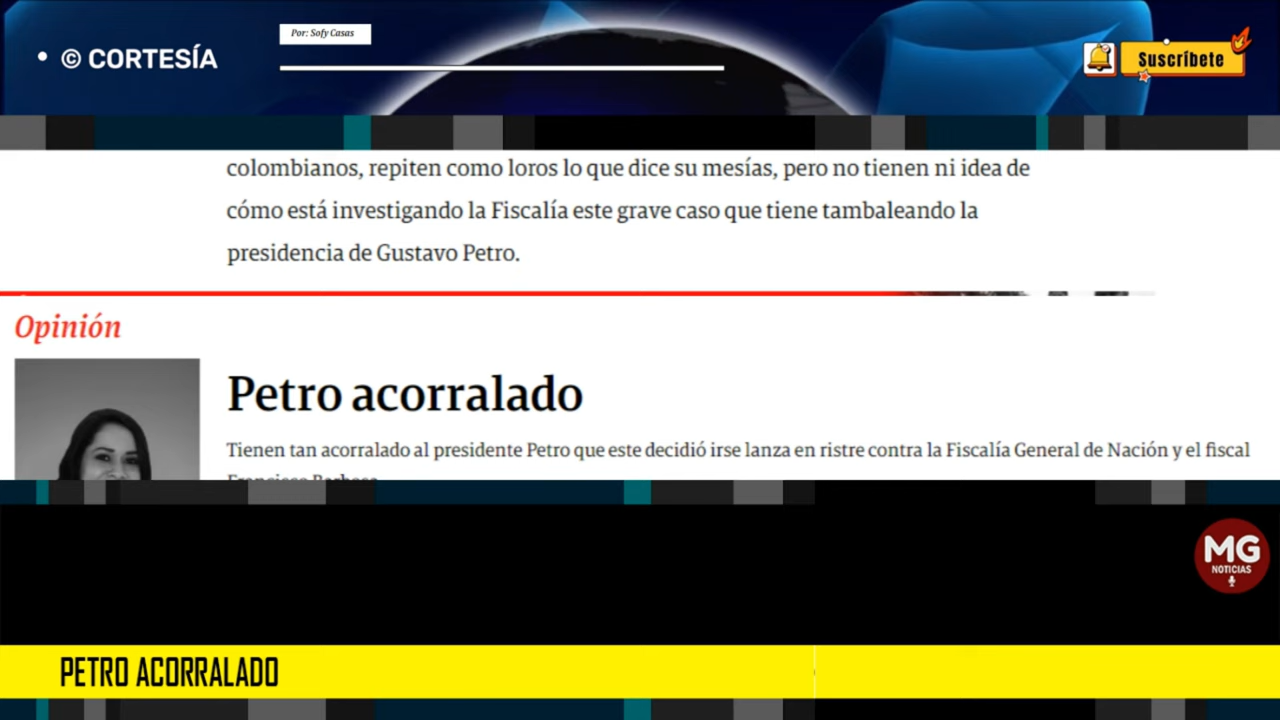 Por: Sofy Casas
© CORTESÍA
Suscríbete
colombianos, repiten como loros lo que dice su mesías, pero no tienen ni idea de
cómo está investigando la Fiscalía este grave caso que tiene tambaleando la
presidencia de Gustavo Petro.
Opinión
Petro acorralado
Tienen tan acorralado al presidente Petro que este decidió irse lanza en ristre contra la Fiscalía General de Nación y el fiscal
MG
NOTICIAS
PETRO ACORRALADO